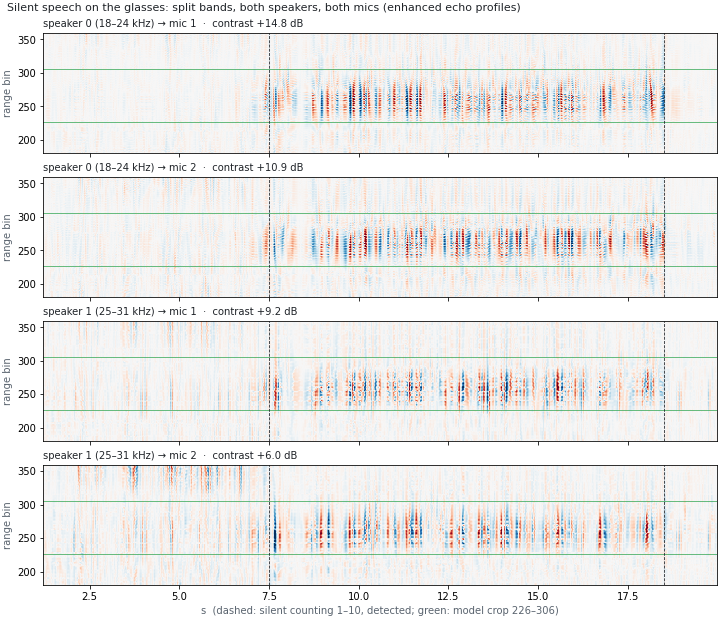 Silent speech on the glasses: split bands, both speakers, both mics (enhanced echo profiles)
speaker 0 (18–24 kHz) → mic 1 · contrast +14.8 dB
350
300
250
200
range bin
speaker 0 (18–24 kHz) → mic 2 · contrast +10.9 dB
350
300
250
200
range bin
speaker 1 (25–31 kHz) → mic 1 · contrast +9.2 dB
350
300
250
200
range bin
speaker 1 (25–31 kHz) → mic 2 · contrast +6.0 dB
350
300
250
200
range bin
2.5 5.0 7.5 10.0 12.5 15.0 17.5
s (dashed: silent counting 1–10, detected; green: model crop 226–306)